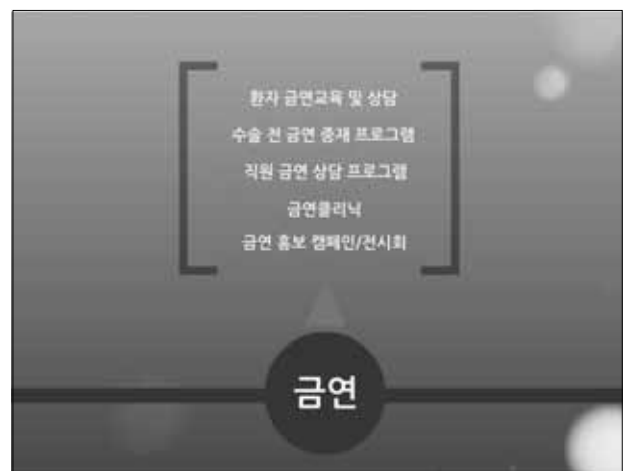 환자 금연교육 및 상담
수술 전 금연 중재 프로그램
직원 금연 상담 프로그램
금연클리닉
금연 홍보 캠페인/전시회
금연